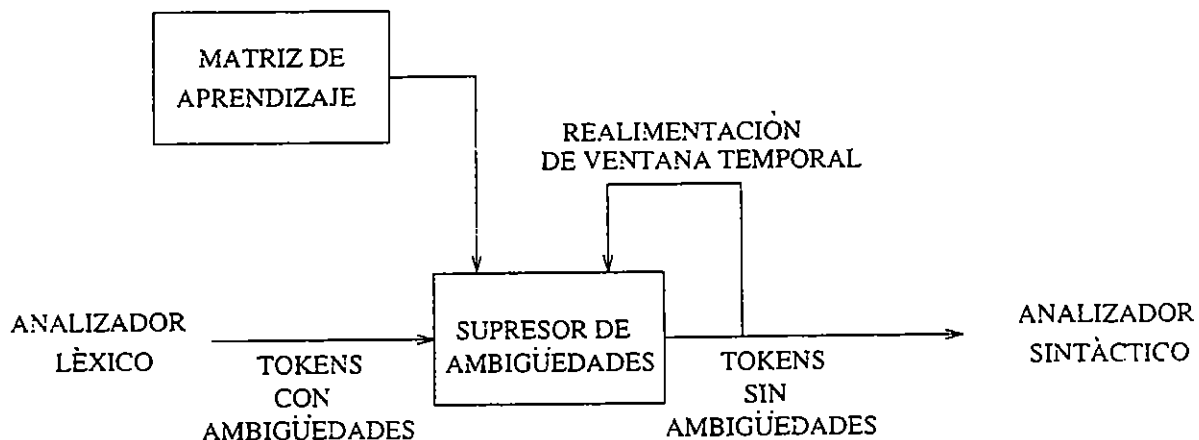 MATRIZ DE
APRENDIZAJE
REALIMENTACIÒN
DE VENTANA TEMPORAL
ANALIZADOR
LÈXICO
TOKENS
CON
AMBIGÜEDADES
SUPRESOR DE
AMBIGÜEDADES
TOKENS
SIN
AMBIGÜEDADES
ANALIZADOR
SINTÀCTICO